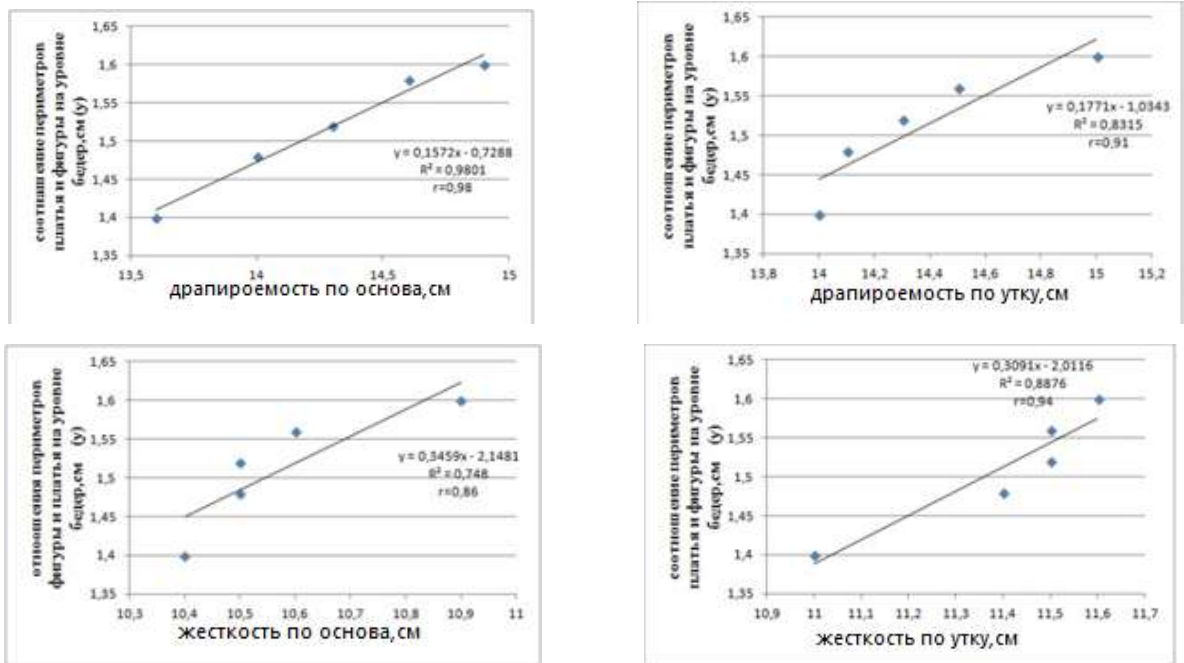 соотнашение периметров
платья и фигуры на уровне
бедер,см (у)
1,65
1,6
1,55
1,5
1,45
1,4
1,35
y = 0,1572x - 0,7288
R² = 0,9801
r=0,98
13,5 14 14,5 15
драпироемость по основа,см
соотношение периметров
платья и фигуры на уровне
бедер,см (у)
1,65
1,6
1,55
1,5
1,45
1,4
1,35
y = 0,1771x - 1,0343
R² = 0,8315
r=0,91
13,8 14 14,2 14,4 14,6 14,8 15 15,2
драпироемость по утку,см
отноошения периметров
фигуры и платья на уровне
бедер,см (у)
1,65
1,6
1,55
1,5
1,45
1,4
1,35
y = 0,3459x - 2,1481
R² = 0,748
r=0,86
10,3 10,4 10,5 10,6 10,7 10,8 10,9 11
жесткость по основа,см
соотношение периметров
платья и фигуры на уровне
бедер,см (у)
1,65
1,6
1,55
1,5
1,45
1,4
1,35
y = 0,3091x - 2,0116
R² = 0,8876
r=0,94
10,9 11 11,1 11,2 11,3 11,4 11,5 11,6 11,7
жесткость по утку,см